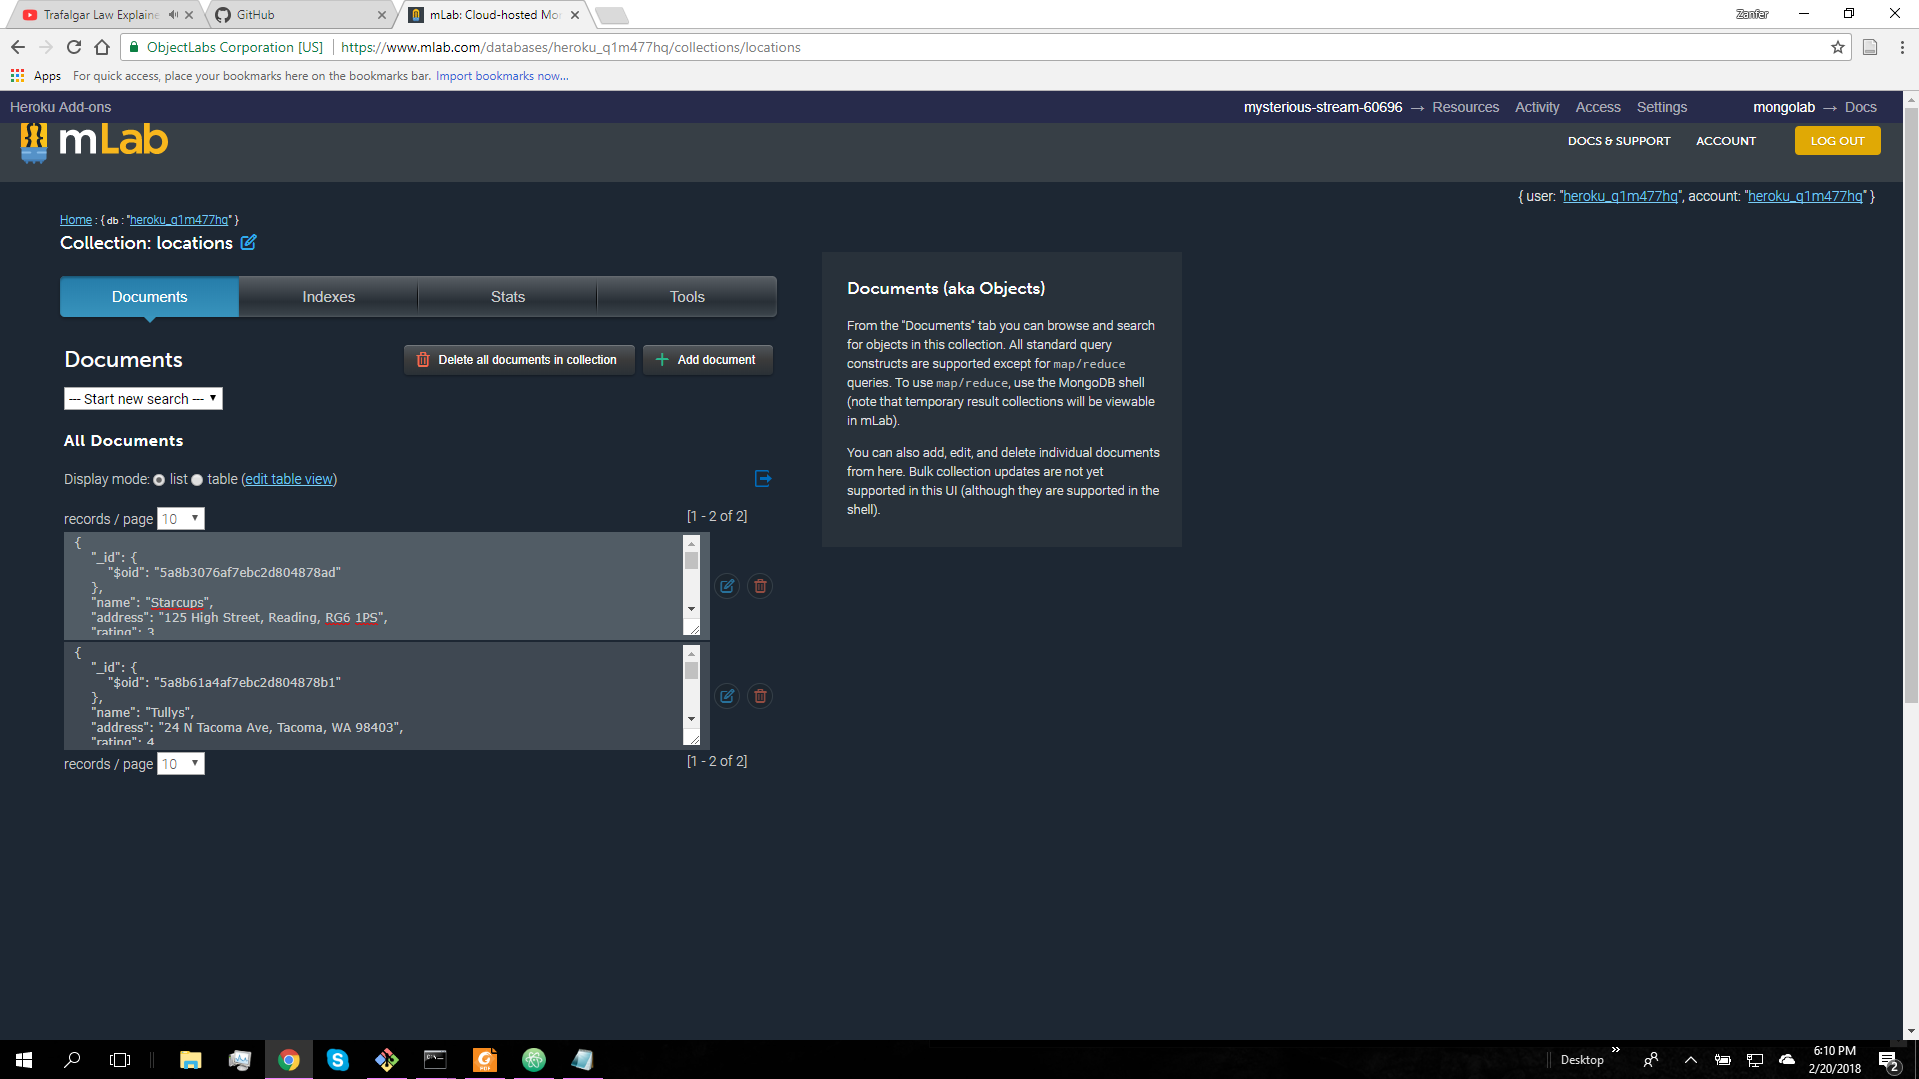 Trafalgar Law Explaine
GitHub
mLab: Cloud-hosted Mo
Zanfer
ObjectLabs Corporation [US]
https://www.mlab.com/databases/heroku_q1m477hq/collections/locations
Apps
For quick access, place your bookmarks here on the bookmarks bar. Import bookmarks now...
Heroku Add-ons
mysterious-stream-60696 → Resources Activity Access Settings
mongolab → Docs
mLab
DOCS & SUPPORT
ACCOUNT
LOG OUT
{ user: "heroku_q1m477hq", account: "heroku_q1m477hq" }
Home : { db : "heroku_q1m477hq" }
Collection: locations
Documents
Indexes
Stats
Tools
Documents
Delete all documents in collection
Add document
--- Start new search ---
All Documents
Display mode: list table (edit table view)
records / page 10
[1 - 2 of 2]
{
"_id": {
"$oid": "5a8b3076af7ebc2d804878ad"
},
"name": "Starcups",
"address": "125 High Street, Reading, RG6 1PS",
"rating": 3
{
"_id": {
"$oid": "5a8b61a4af7ebc2d804878b1"
},
"name": "Tullys",
"address": "24 N Tacoma Ave, Tacoma, WA 98403",
"rating": 4
records / page 10
[1 - 2 of 2]
Documents (aka Objects)
From the "Documents" tab you can browse and search
for objects in this collection. All standard query
constructs are supported except for map/reduce
queries. To use map/reduce, use the MongoDB shell
(note that temporary result collections will be viewable
in mLab).
You can also add, edit, and delete individual documents
from here. Bulk collection updates are not yet
supported in this UI (although they are supported in the
shell).
Desktop
6:10 PM
2/20/2018
2